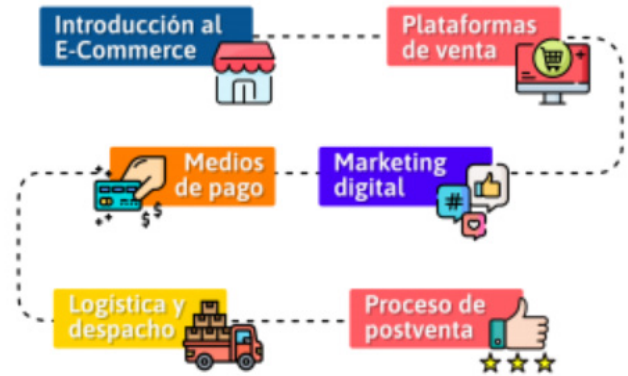 Introducción al
E-Commerce
Plataformas
de venta
Marketing
digital
Medios
de pago
Logística y
despacho
Proceso de
postventa